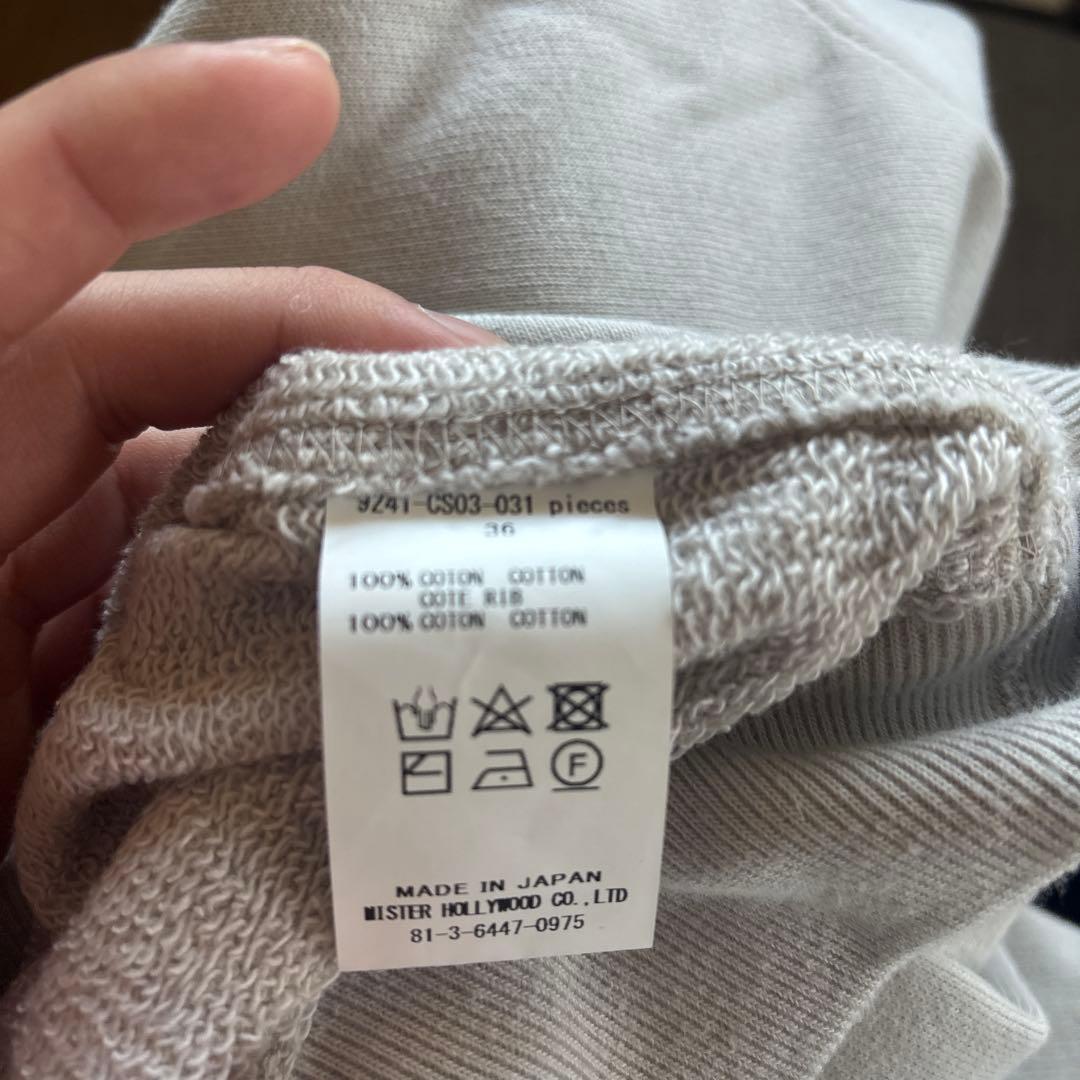 9Z41-CS03-031 pieces
36
100% COTON COTTON
COTE RIB
100% COTON COTTON
F
MADE IN JAPAN
MISTER HOLLYWOOD CO.,LTD
81-3-6447-0975